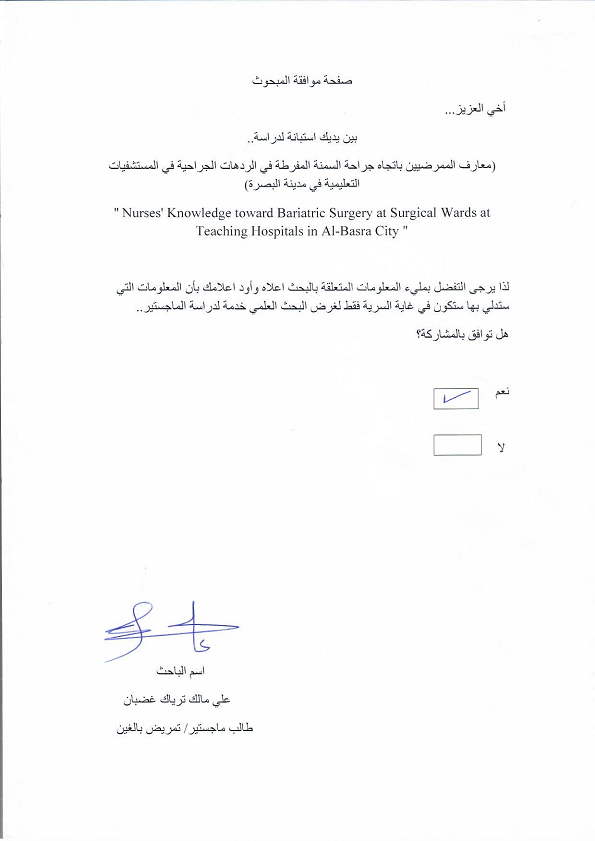 صفحة موافقة المبحوث
أخي العزيز...
بين يديك استبانة لدراسة..
(معارف الممرضيين باتجاه جراحة السمنة المفرطة في الردهات الجراحية في المستشفيات
التعليمية في مدينة البصرة)
" Nurses' Knowledge toward Bariatric Surgery at Surgical Wards at
Teaching Hospitals in Al-Basra City "
لذا يرجى التفضل بمليء المعلومات المتعلقة بالبحث اعلاه وأود اعلامك بأن المعلومات التي
ستدلي بها ستكون في غاية السرية فقط لغرض البحث العلمي خدمة لدراسة الماجستير..
هل توافق بالمشاركة؟
نعم
لا
اسم الباحث
علي مالك ترياك غضبان
طالب ماجستير/ تمريض بالغين